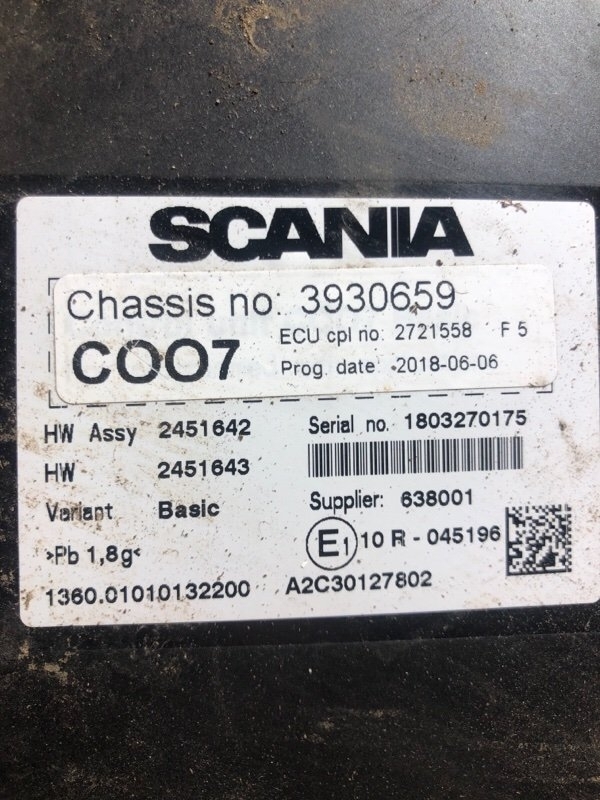 SCANIA
Chassis no: 3930659
ECU cpl no: 2721558 F 5
COO7
Prog. date: 2018-06-06
HW Assy 2451642
Serial no. 1803270175
HW 2451643
Variant Basic
Supplier: 638001
>Pb 1,8g<
E1 10 R - 045196
1360.01010132200 A2C30127802